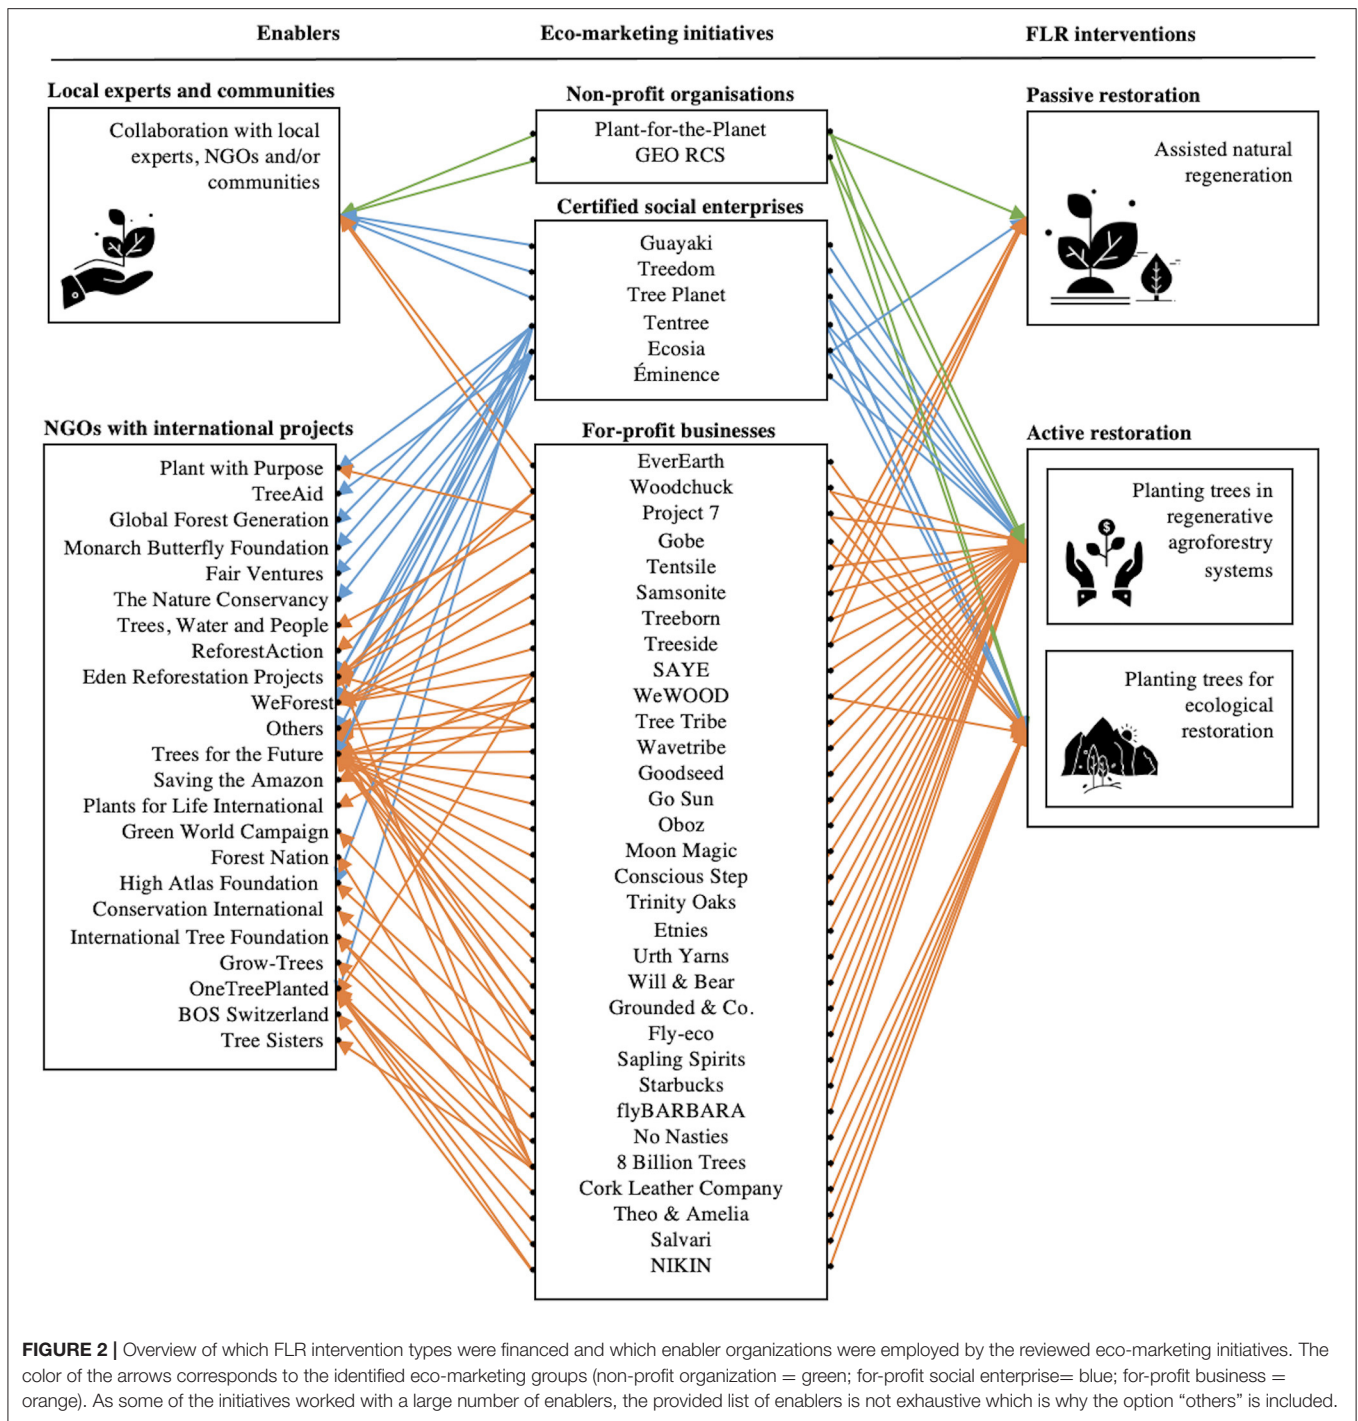 Enablers
Eco-marketing initiatives
FLR interventions
Local experts and communities
Collaboration with local
experts, NGOs and/or
communities
NGOs with international projects
Plant with Purpose
TreeAid
Global Forest Generation
Monarch Butterfly Foundation
Fair Ventures
The Nature Conservancy
Trees, Water and People
ReforestAction
Eden Reforestation Projects
WeForest
Others
Trees for the Future
Saving the Amazon
Plants for Life International
Green World Campaign
Forest Nation
High Atlas Foundation
Conservation International
International Tree Foundation
Grow-Trees
OneTreePlanted
BOS Switzerland
Tree Sisters
Non-profit organisations
Plant-for-the-Planet
GEO RCS
Certified social enterprises
Guayaki
Treedom
Tree Planet
Tentree
Ecosia
Éminence
For-profit businesses
EverEarth
Woodchuck
Project 7
Gobe
Tentsile
Samsonite
Treeborn
Treeside
SAYE
WeWOOD
Tree Tribe
Wavetribe
Goodseed
Go Sun
Oboz
Moon Magic
Conscious Step
Trinity Oaks
Etnies
Urth Yarns
Will & Bear
Grounded & Co.
Fly-eco
Sapling Spirits
Starbucks
flyBARBARA
No Nasties
8 Billion Trees
Cork Leather Company
Theo & Amelia
Salvari
NIKIN
Passive restoration
Assisted natural
regeneration
Active restoration
Planting trees in
regenerative
agroforestry
systems
$
Planting trees for
ecological
restoration
FIGURE 2 | Overview of which FLR intervention types were financed and which enabler organizations were employed by the reviewed eco-marketing initiatives. The
color of the arrows corresponds to the identified eco-marketing groups (non-profit organization = green; for-profit social enterprise= blue; for-profit business =
orange). As some of the initiatives worked with a large number of enablers, the provided list of enablers is not exhaustive which is why the option “others” is included.